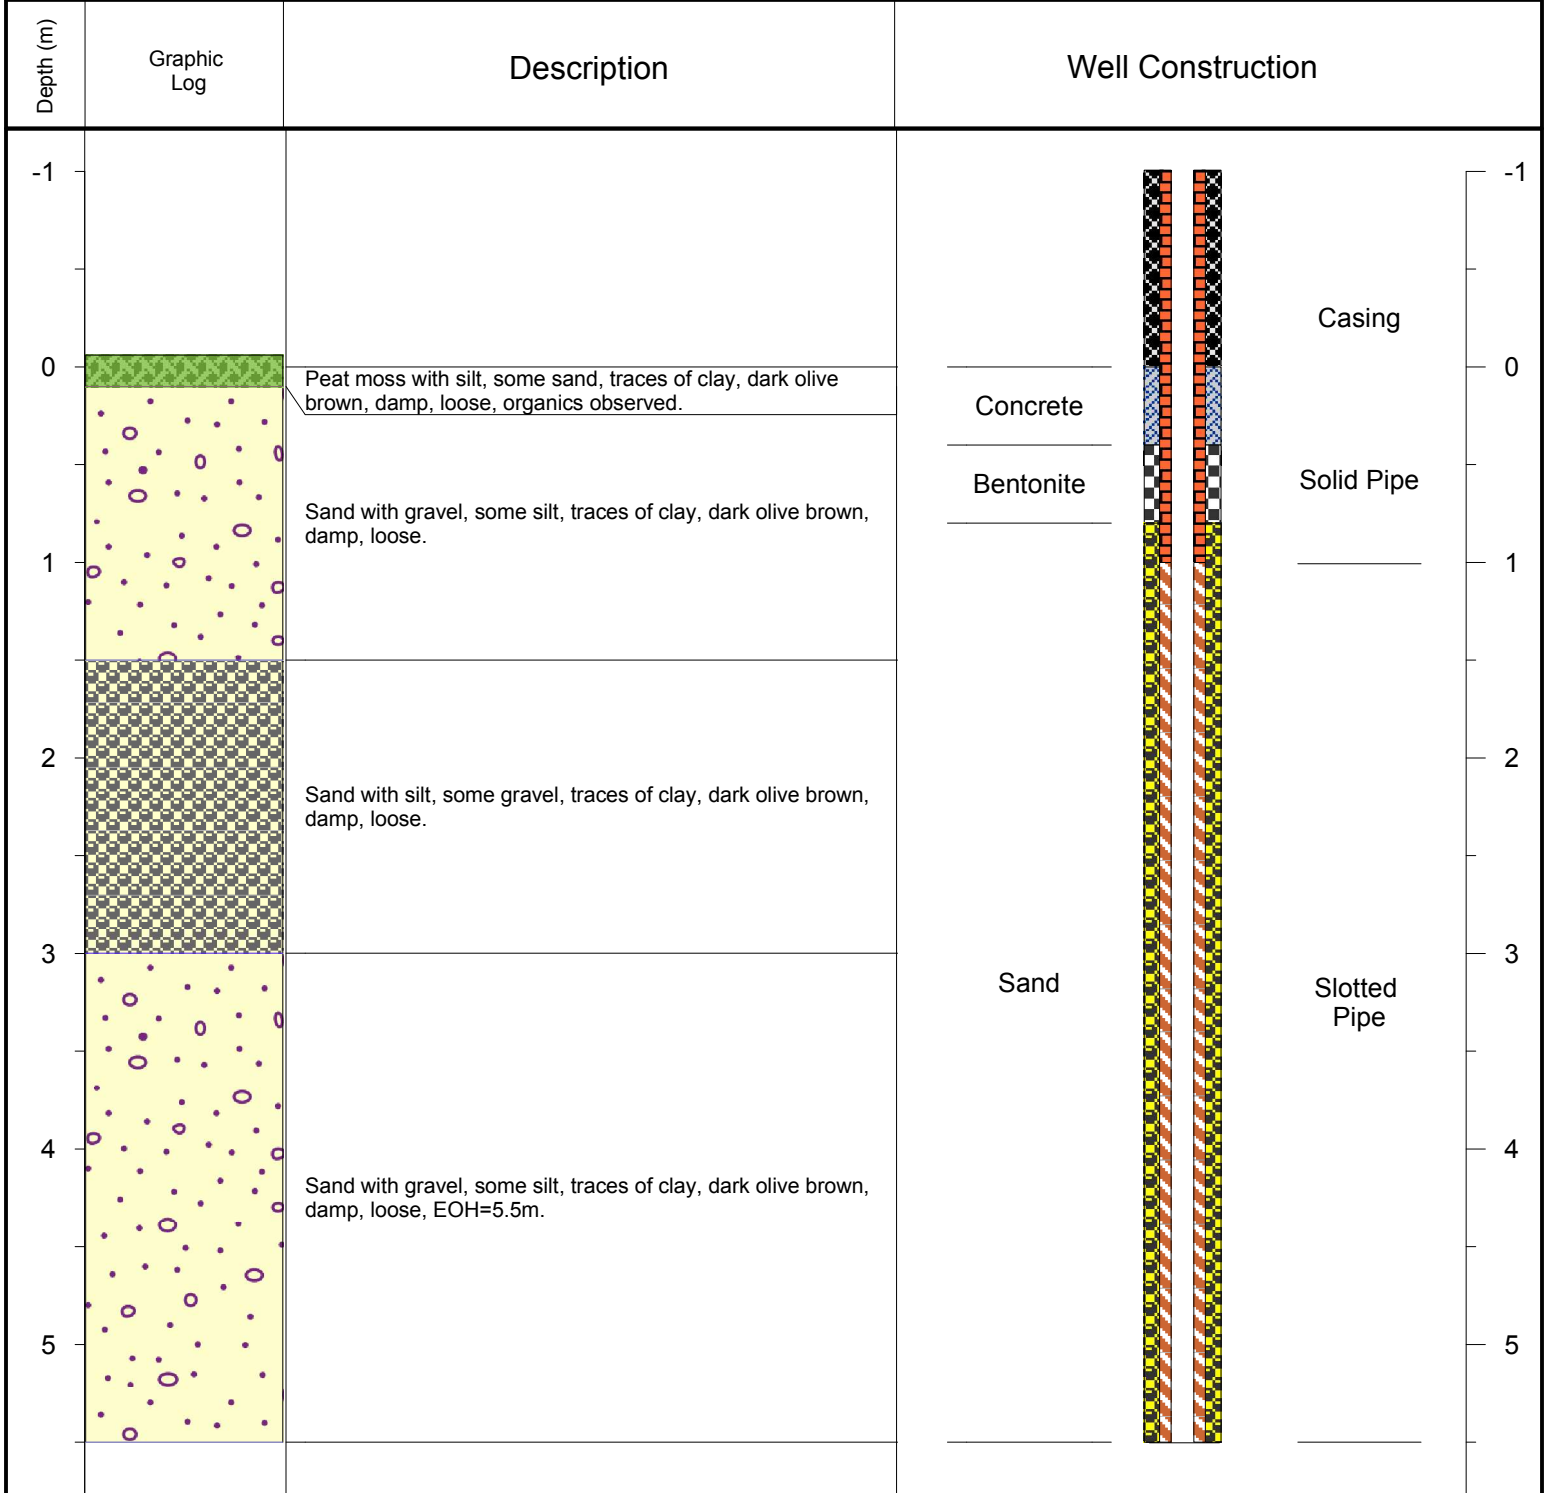 Depth (m)
Graphic
Log
Description
Well Construction
-1
-1
Casing
0
0
Peat moss with silt, some sand, traces of clay, dark olive
brown, damp, loose, organics observed.
Concrete
Bentonite
Solid Pipe
Sand with gravel, some silt, traces of clay, dark olive brown,
damp, loose.
1
1
2
2
Sand with silt, some gravel, traces of clay, dark olive brown,
damp, loose.
3
3
Sand
Slotted
Pipe
4
4
Sand with gravel, some silt, traces of clay, dark olive brown,
damp, loose, EOH=5.5m.
5
5